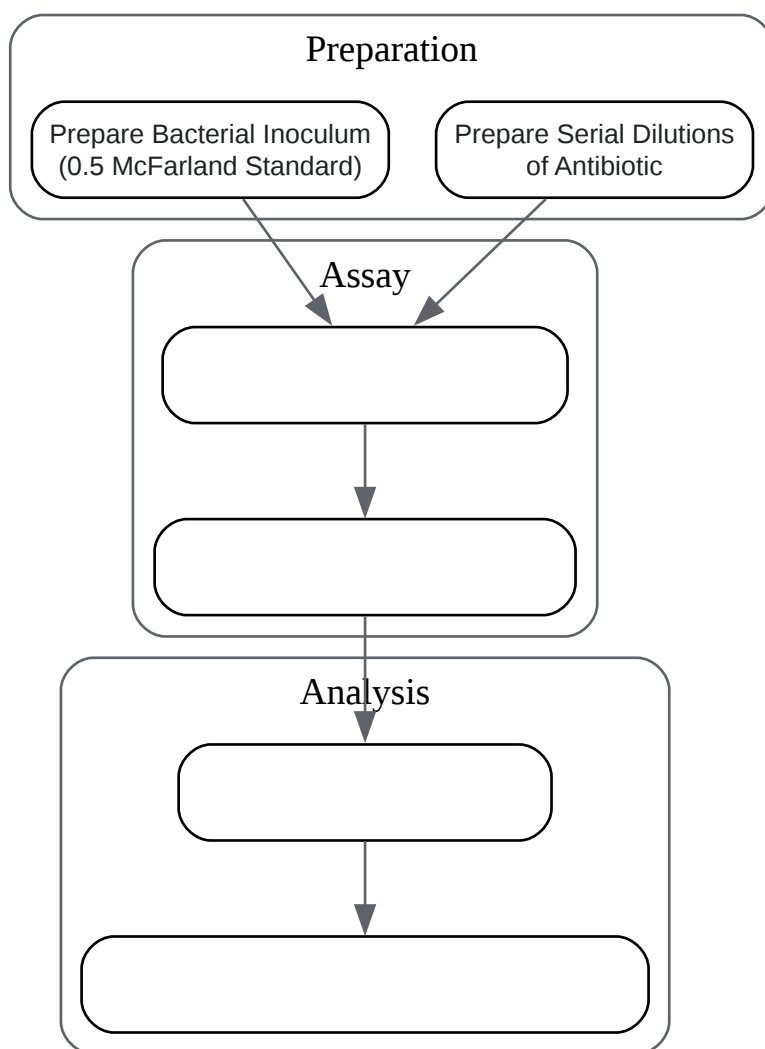 Preparation
Prepare Bacterial Inoculum
(0.5 McFarland Standard)
Prepare Serial Dilutions
of Antibiotic
Assay
Analysis